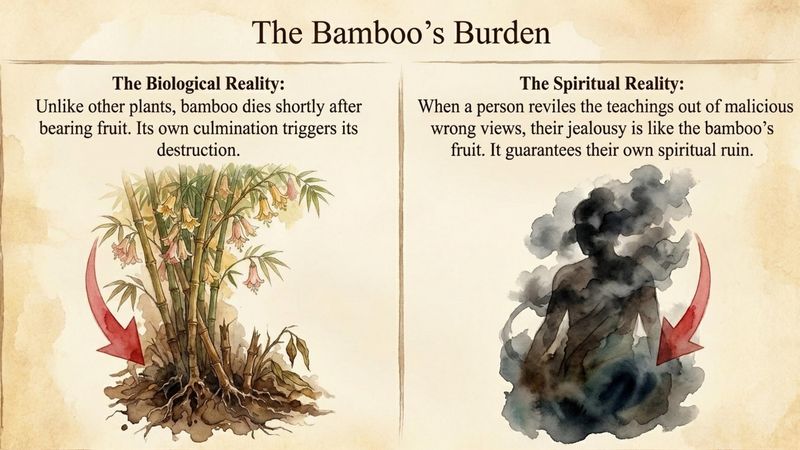 The Bamboo’s Burden
The Biological Reality:
Unlike other plants, bamboo dies shortly after
bearing fruit. Its own culmination triggers its
destruction.
The Spiritual Reality:
When a person reviles the teachings out of malicious
wrong views, their jealousy is like the bamboo’s
fruit. It guarantees their own spiritual ruin.